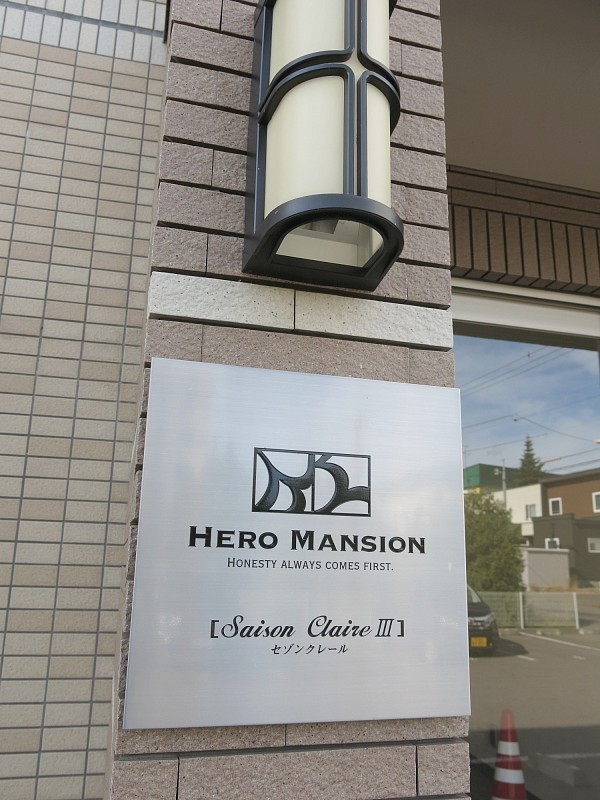 HERO MANSION
HONESTY ALWAYS COMES FIRST.
[Saison Claire III]
セゾンクレール